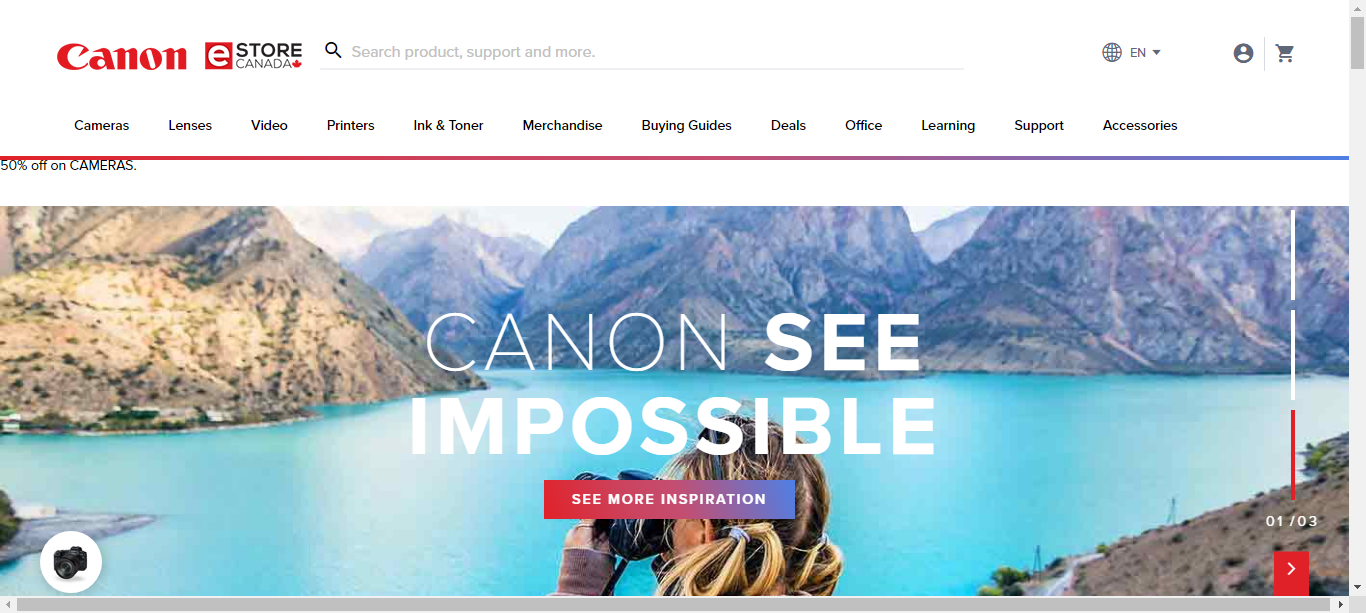 Canon
e STORE
CANADA
Search product, support and more.
EN
Cameras Lenses Video Printers Ink & Toner Merchandise Buying Guides Deals Office Learning Support Accessories
50% off on CAMERAS.
CANON SEE
IMPOSSIBLE
SEE MORE INSPIRATION
01 /03